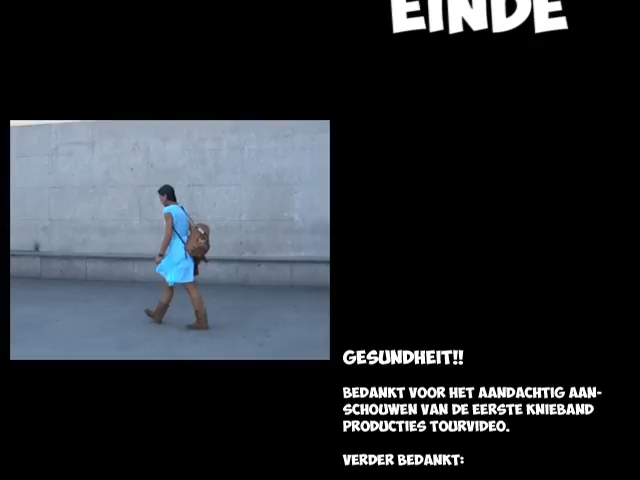 EINDE
GESUNDHEIT!!
BEDANKT VOOR HET AANDACHTIG AAN-
SCHOUWEN VAN DE EERSTE KNIEBAND
PRODUCTIES TOURVIDEO.
VERDER BEDANKT: